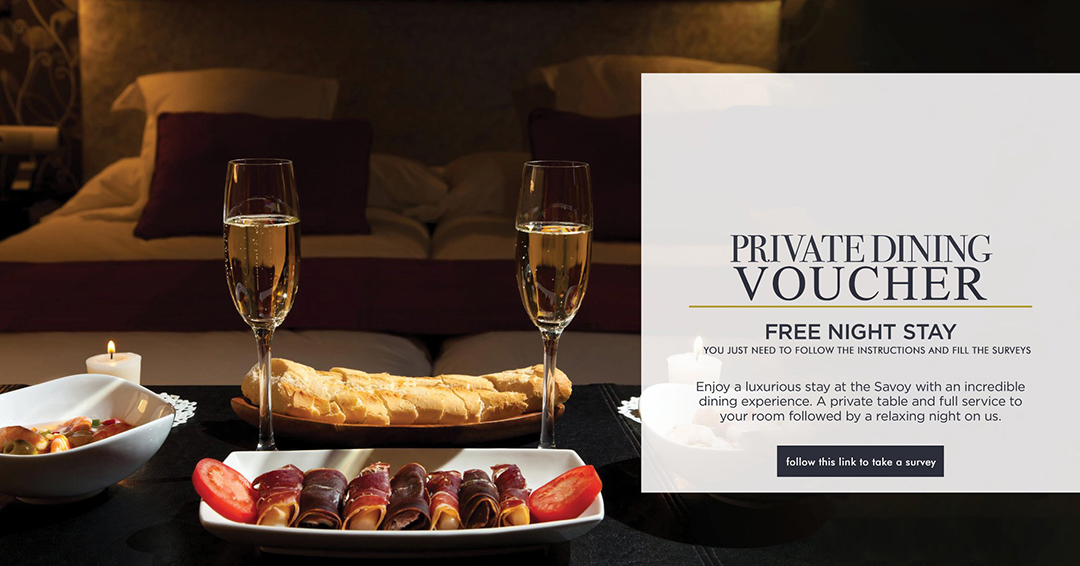 PRIVATE DINING
VOUCHER
FREE NIGHT STAY
YOU JUST NEED TO FOLLOW THE INSTRUCTIONS AND FILL THE SURVEYS
Enjoy a luxurious stay at the Savoy with an incredible
dining experience. A private table and full service to
your room followed by a relaxing night on us.
follow this link to take a survey